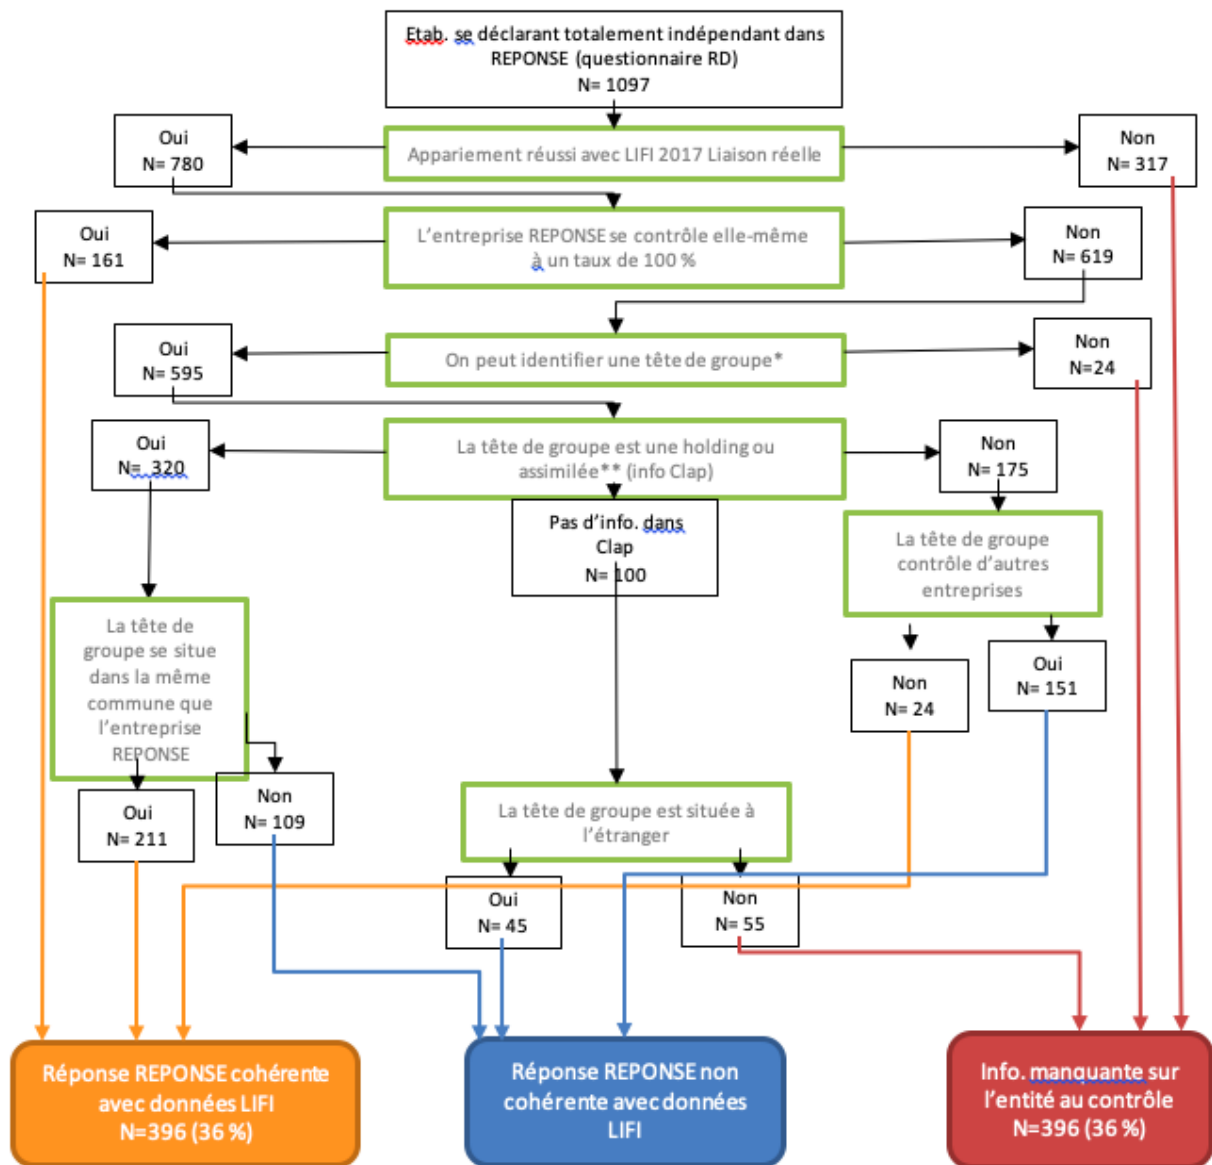 Etab. se déclarant totalement indépendant dans
REPONSE (questionnaire RD)
N= 1097
Oui
N= 780
Appariement réussi avec LIFI 2017 Liaison réelle
Non
N= 317
Oui
N= 161
L'entreprise REPONSE se contrôle elle-même
à un taux de 100 %
Non
N= 619
Oui
N= 595
On peut identifier une tête de groupe*
Non
N=24
Oui
N= 320
La tête de groupe est une holding ou
assimilée** (info Clap)
Non
N= 175
Pas d'info. dans
Clap
N= 100
La tête de groupe
contrôle d'autres
entreprises
La tête de
groupe se situe
dans la même
commune que
l'entreprise
REPONSE
Non
N= 24
Oui
N= 151
Oui
N= 211
Non
N= 109
La tête de groupe est située à
l'étranger
Oui
N= 45
Non
N= 55
Réponse REPONSE cohérente
avec données LIFI
N=396 (36 %)
Réponse REPONSE non
cohérente avec données
LIFI
Info. manquante sur
l'entité au contrôle
N=396 (36 %)